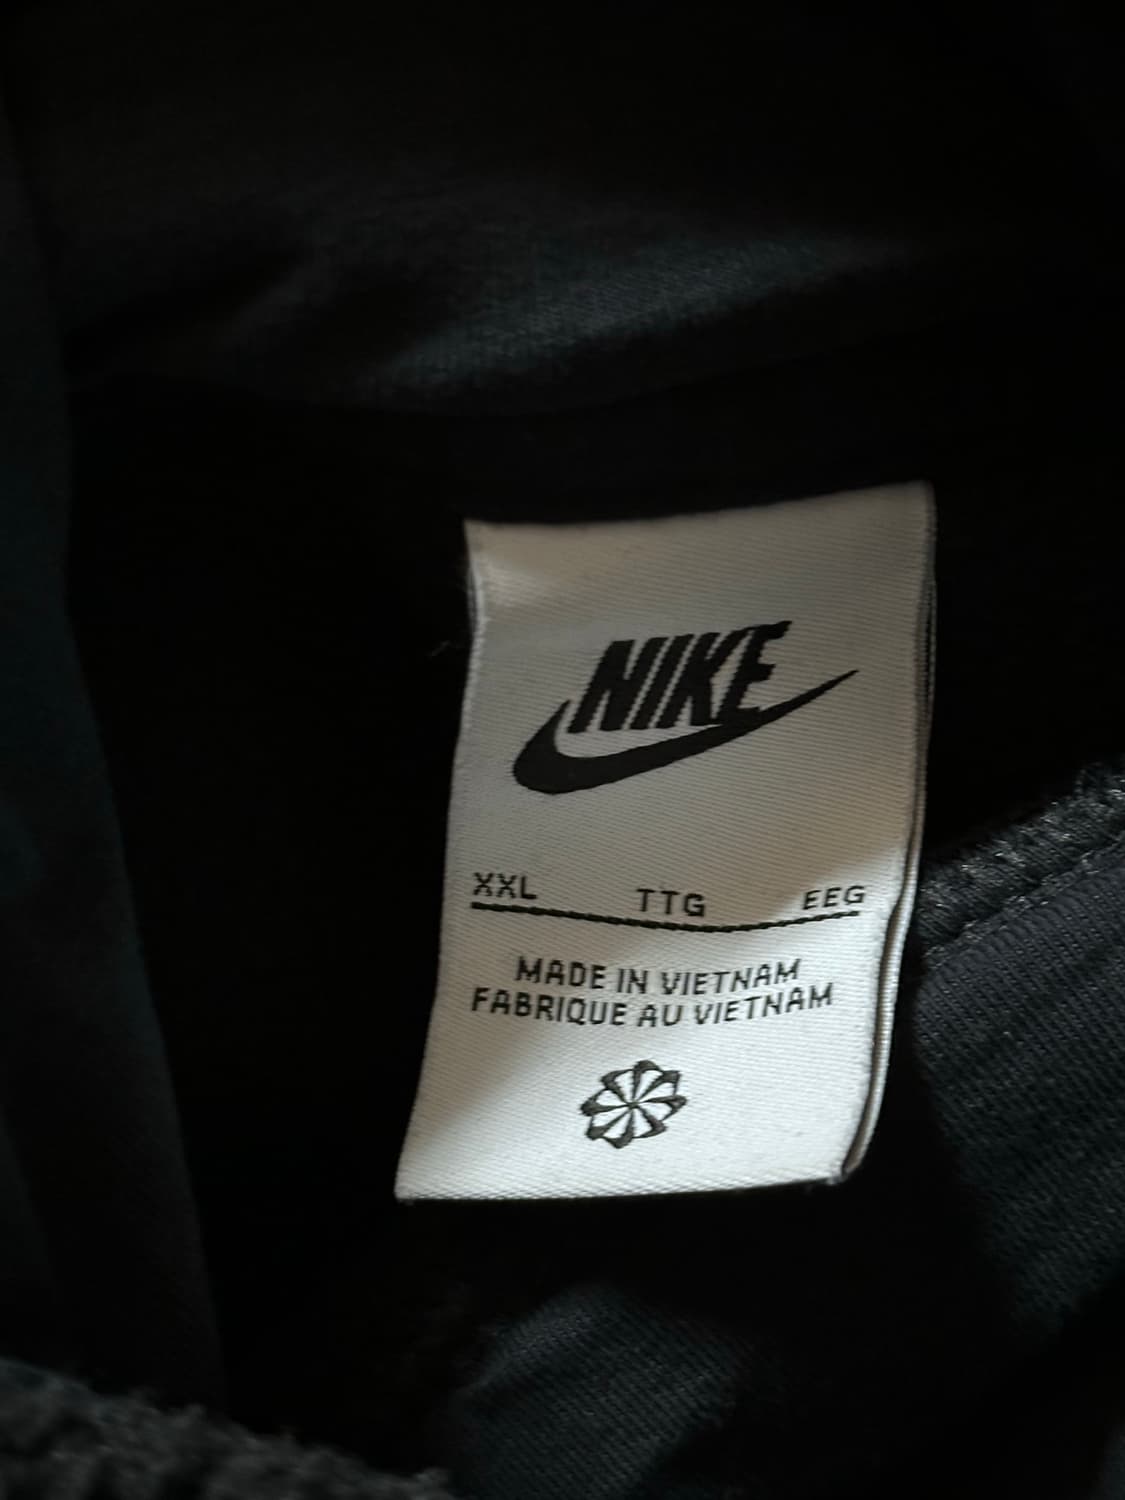 NIKE
XXL TTG EEG
MADE IN VIETNAM
FABRIQUE AU VIETNAM